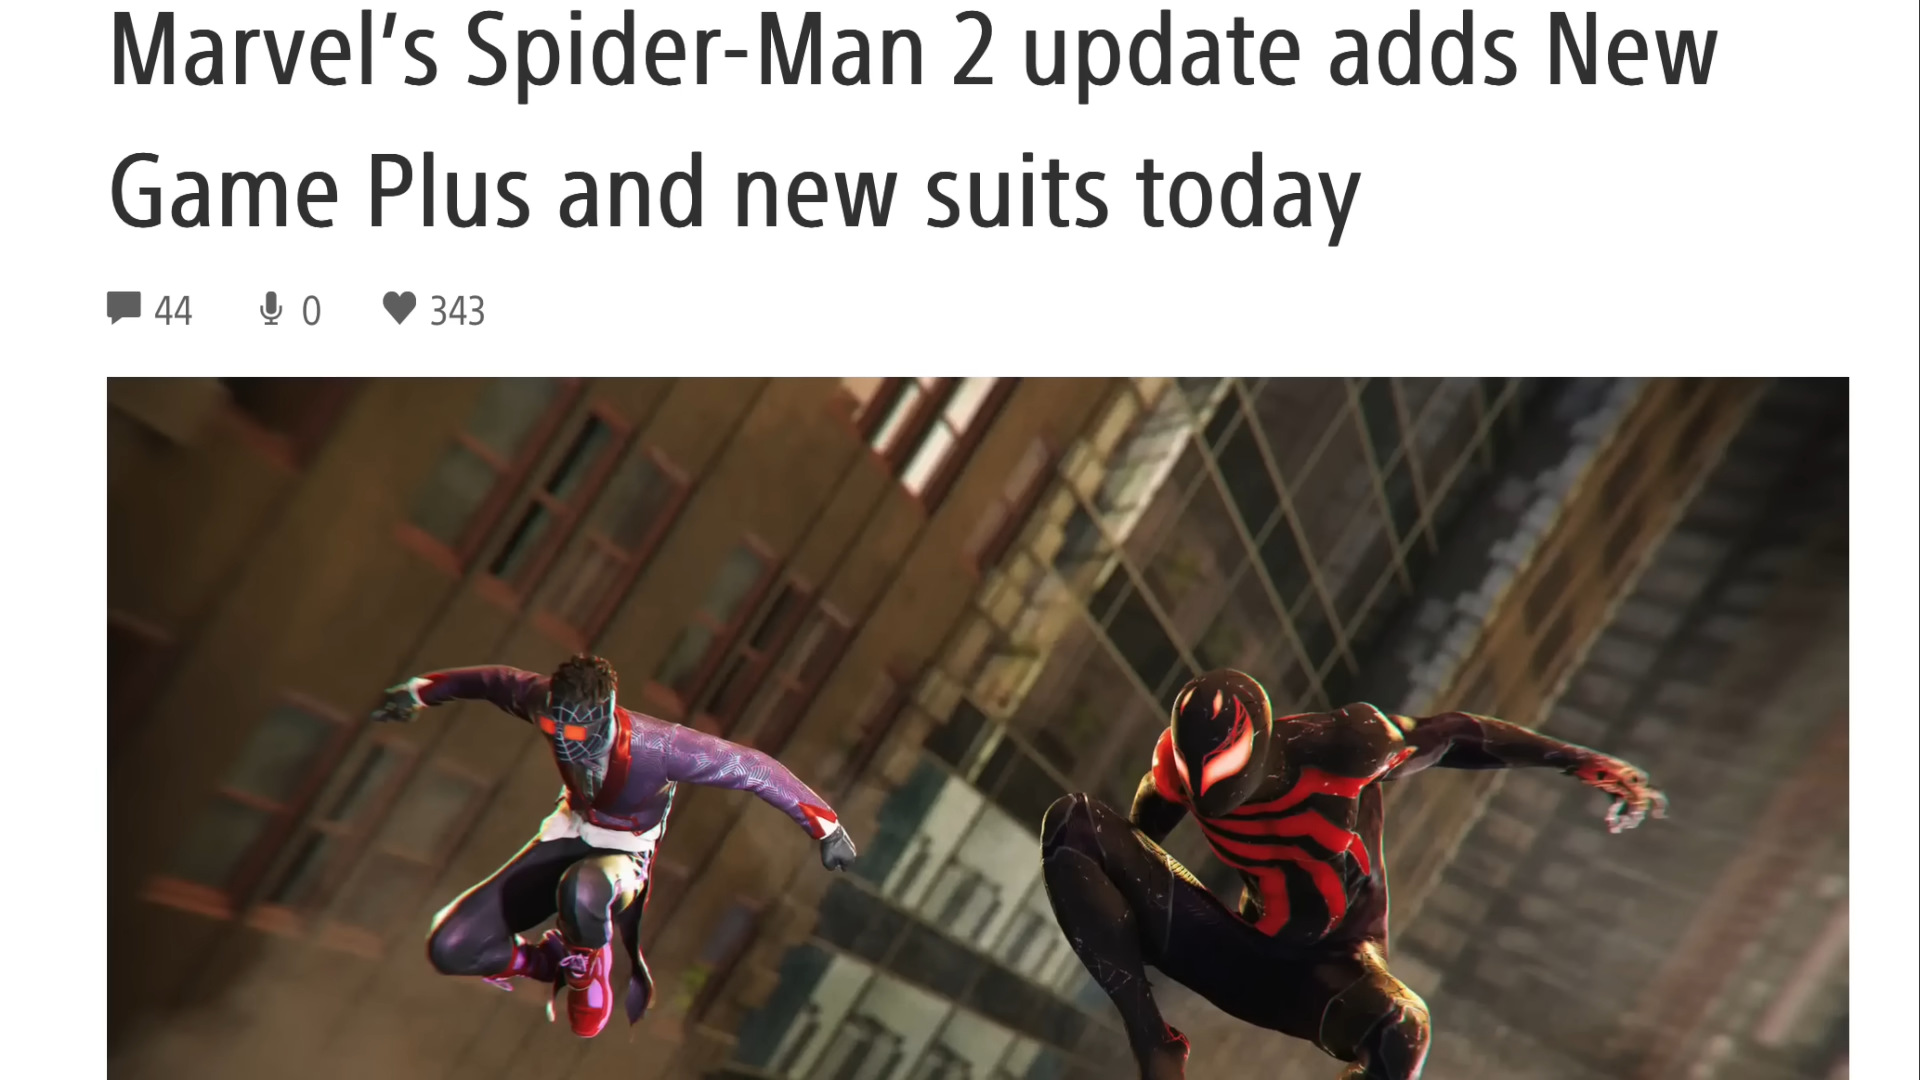 Marvel’s Spider-Man 2 update adds New
Game Plus and new suits today
44 0 343